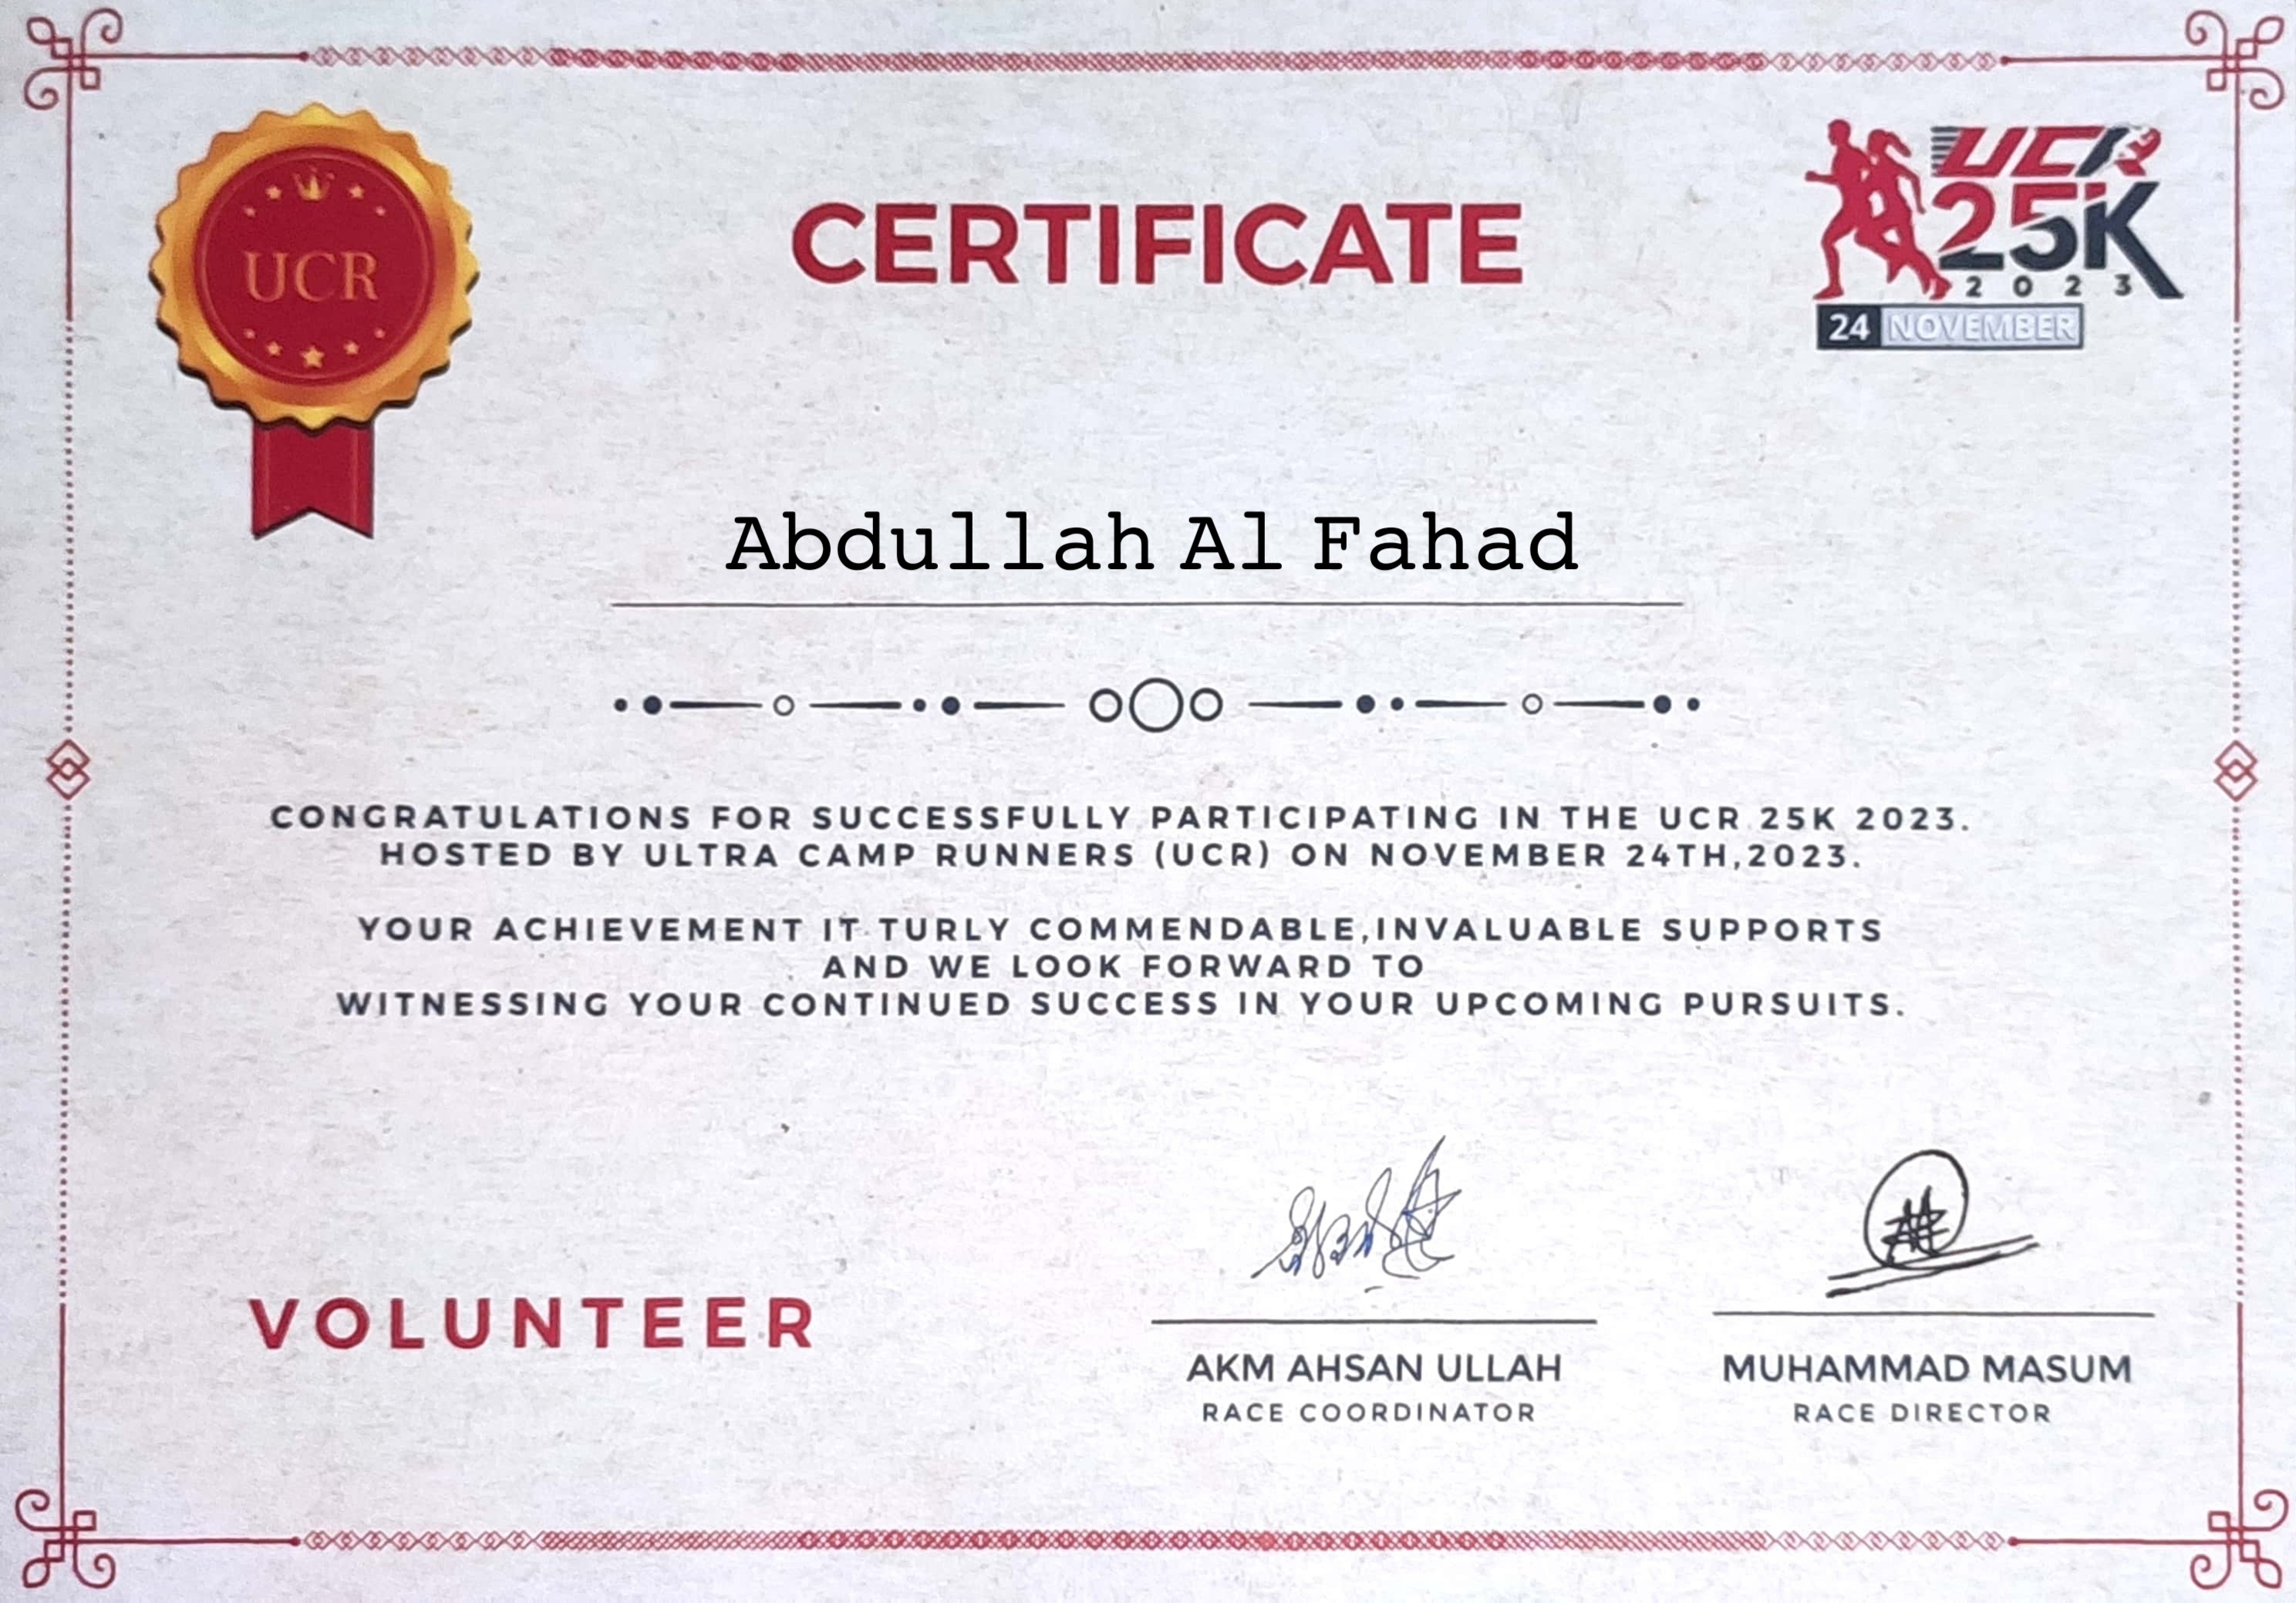 UCR
CERTIFICATE
UCR
25K
2023
24 NOVEMBER
Abdullah Al Fahad
CONGRATULATIONS FOR SUCCESSFULLY PARTICIPATING IN THE UCR 25K 2023.
HOSTED BY ULTRA CAMP RUNNERS (UCR) ON NOVEMBER 24TH,2023.
YOUR ACHIEVEMENT IT TURLY COMMENDABLE,INVALUABLE SUPPORTS
AND WE LOOK FORWARD TO
WITNESSING YOUR CONTINUED SUCCESS IN YOUR UPCOMING PURSUITS.
VOLUNTEER
AKM AHSAN ULLAH
RACE COORDINATOR
MUHAMMAD MASUM
RACE DIRECTOR